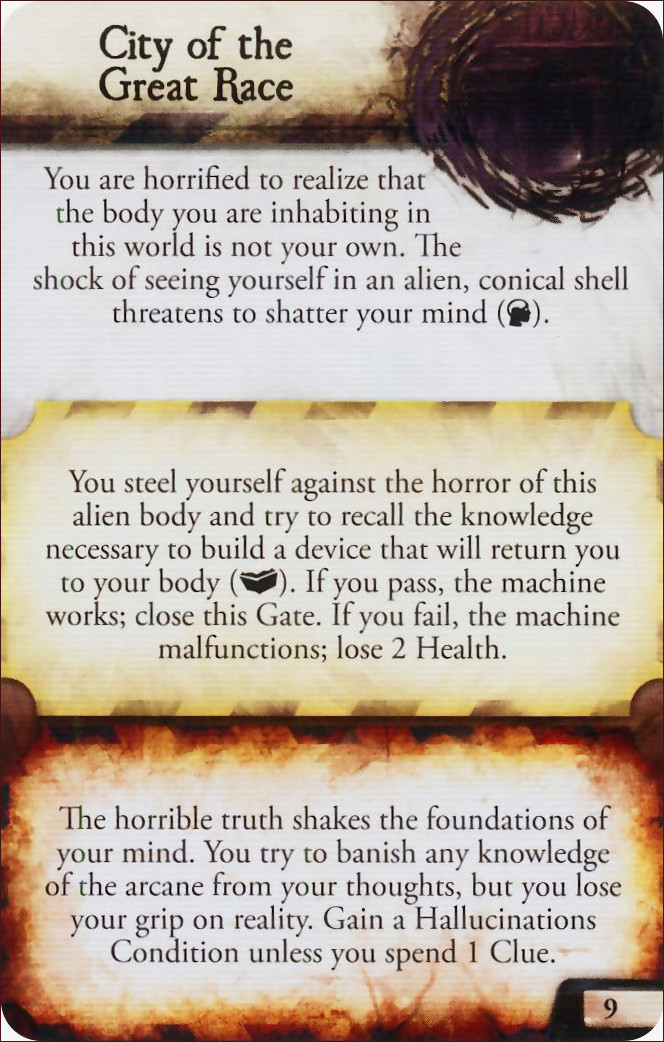 City of the
Great Race
You are horrified to realize that
the body you are inhabiting in
this world is not your own. The
shock of seeing yourself in an alien, conical shell
threatens to shatter your mind ( ).
You steel yourself against the horror of this
alien body and try to recall the knowledge
necessary to build a device that will return you
to your body ( ). If you pass, the machine
works; close this Gate. If you fail, the machine
malfunctions; lose 2 Health.
The horrible truth shakes the foundations of
your mind. You try to banish any knowledge
of the arcane from your thoughts, but you lose
your grip on reality. Gain a Hallucinations
Condition unless you spend 1 Clue.
9